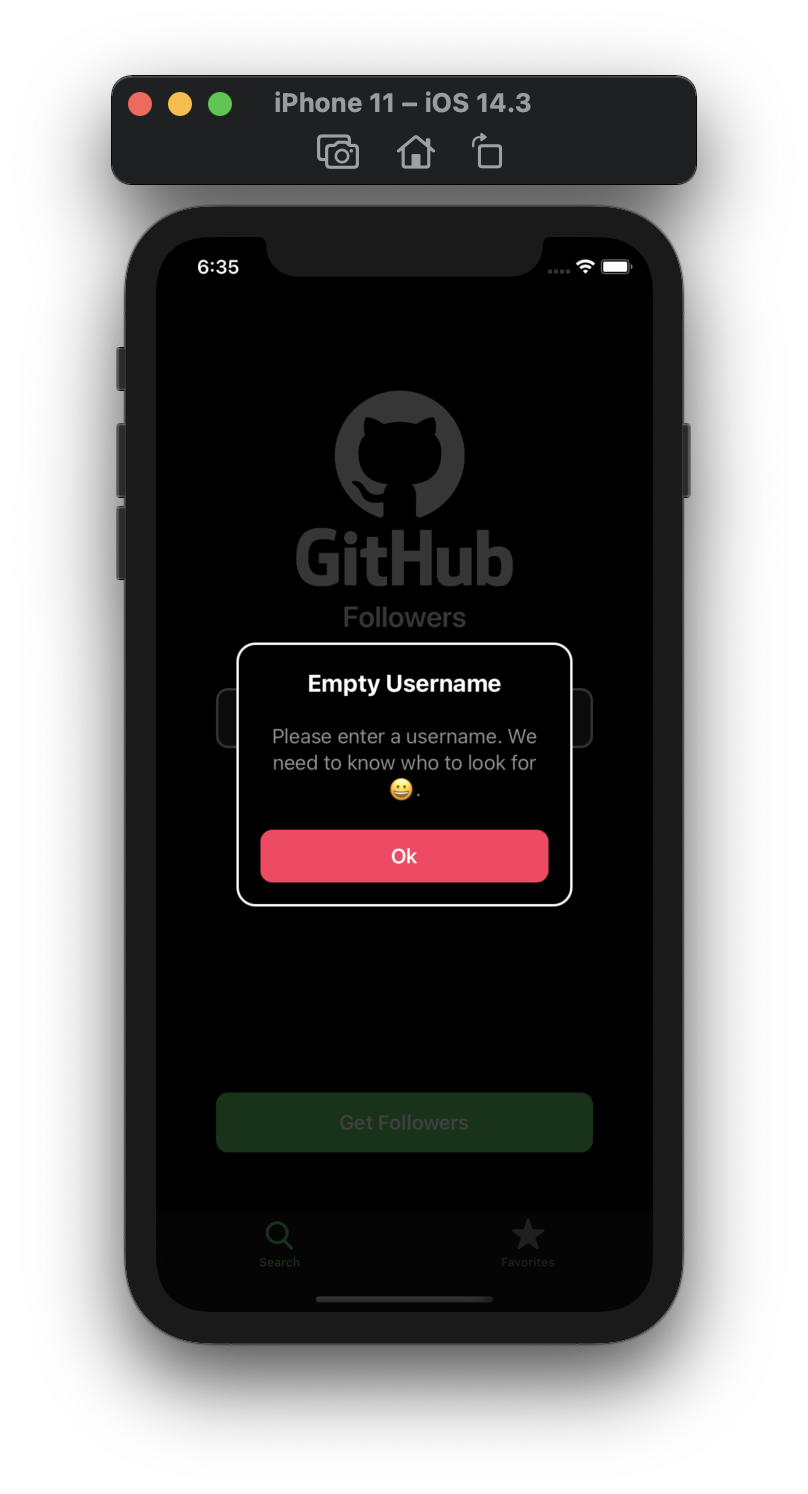 iPhone 11 – iOS 14.3
6:35
GitHub
Followers
Empty Username
Please enter a username. We
need to know who to look for
😀.
Ok
Get Followers
Search
Favorites